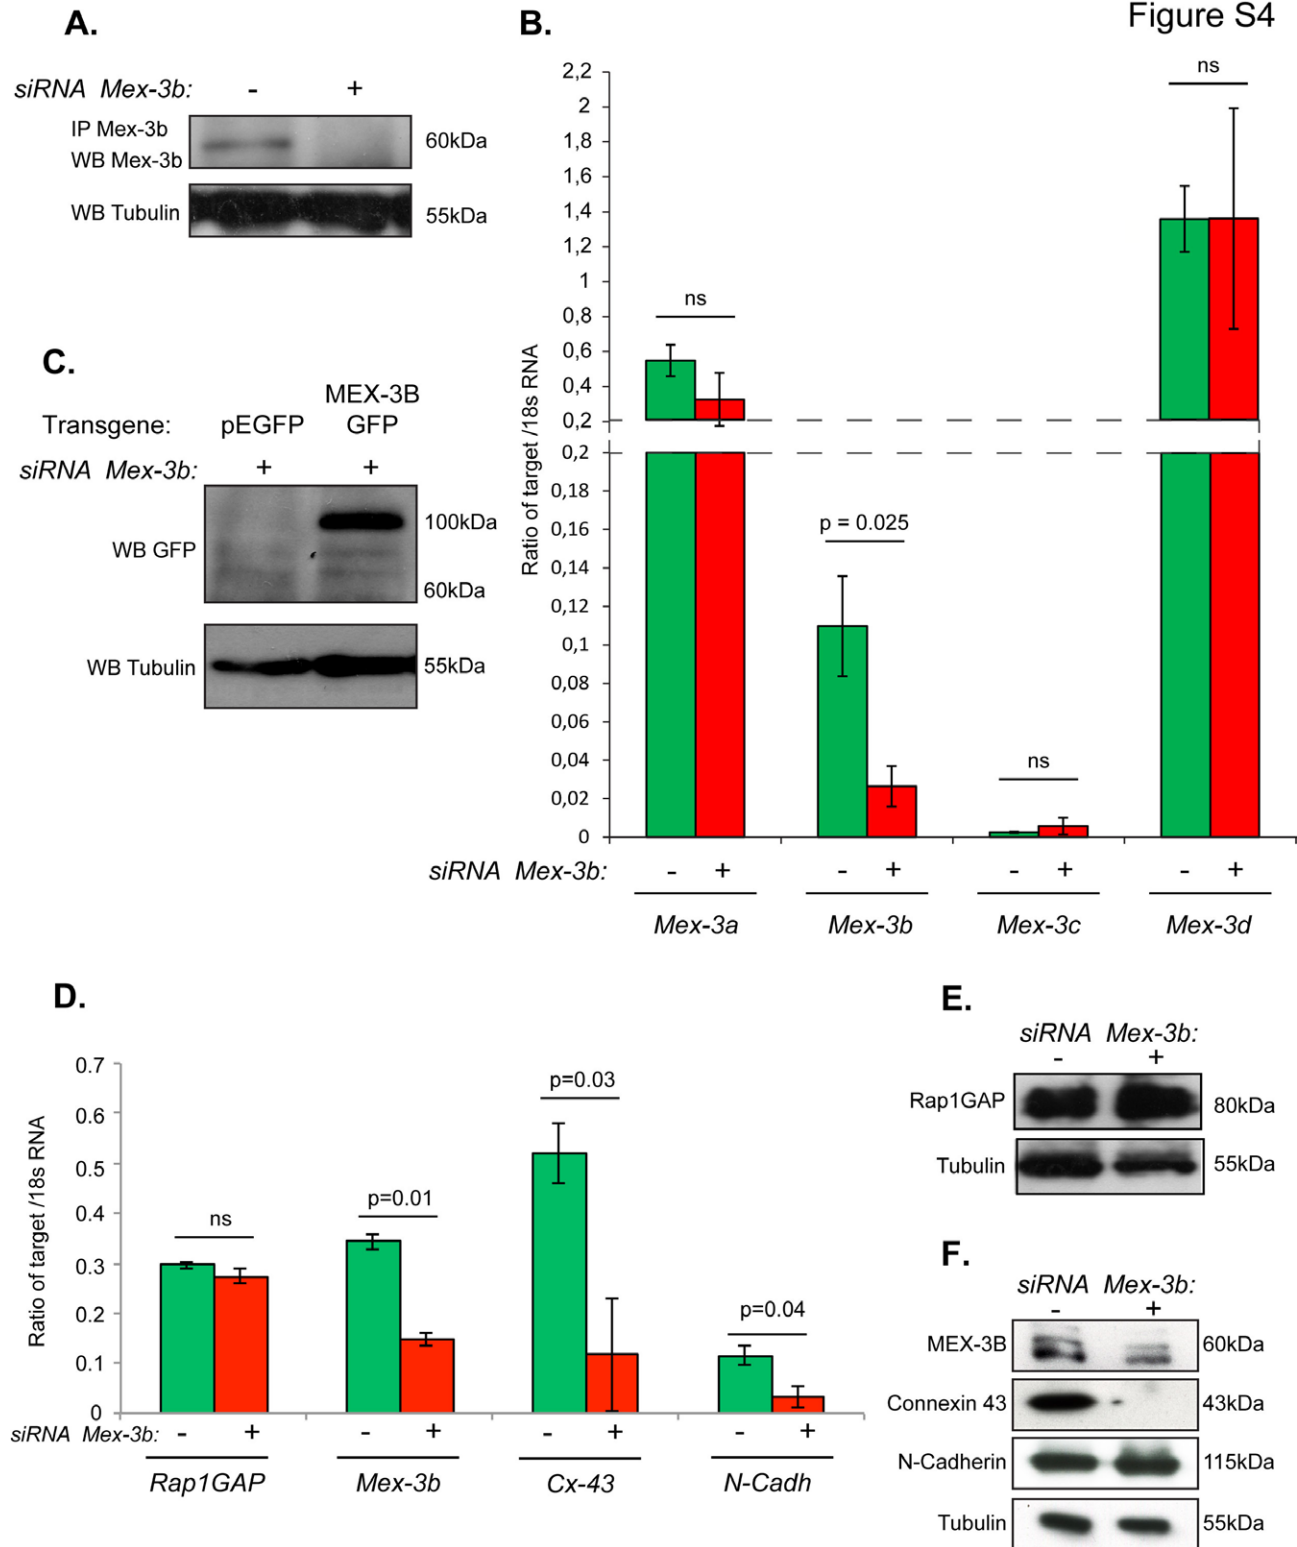 Figure S4
A.
siRNA Mex-3b: - +
IP Mex-3b
WB Mex-3b
60kDa
WB Tubulin
55kDa
B.
Ratio of target /18s RNA
2,2
2
1,8
1,6
1,4
1,2
1
0,8
0,6
0,4
0,2
0,2
0,18
0,16
0,14
0,12
0,1
0,08
0,06
0,04
0,02
0
ns
p = 0.025
ns
ns
siRNA Mex-3b: - + - + - + - +
Mex-3a Mex-3b Mex-3c Mex-3d
C.
MEX-3B
Transgene: pEGFP GFP
siRNA Mex-3b: + +
WB GFP
100kDa
60kDa
WB Tubulin
55kDa
D.
Ratio of target /18s RNA
0.7
0.6
0.5
0.4
0.3
0.2
0.1
0
ns
p=0.01
p=0.03
p=0.04
siRNA Mex-3b: - + - + - + - +
Rap1GAP Mex-3b Cx-43 N-Cadh
E.
siRNA Mex-3b:
- +
Rap1GAP 80kDa
Tubulin 55kDa
F.
siRNA Mex-3b:
- +
MEX-3B 60kDa
Connexin 43 43kDa
N-Cadherin 115kDa
Tubulin 55kDa